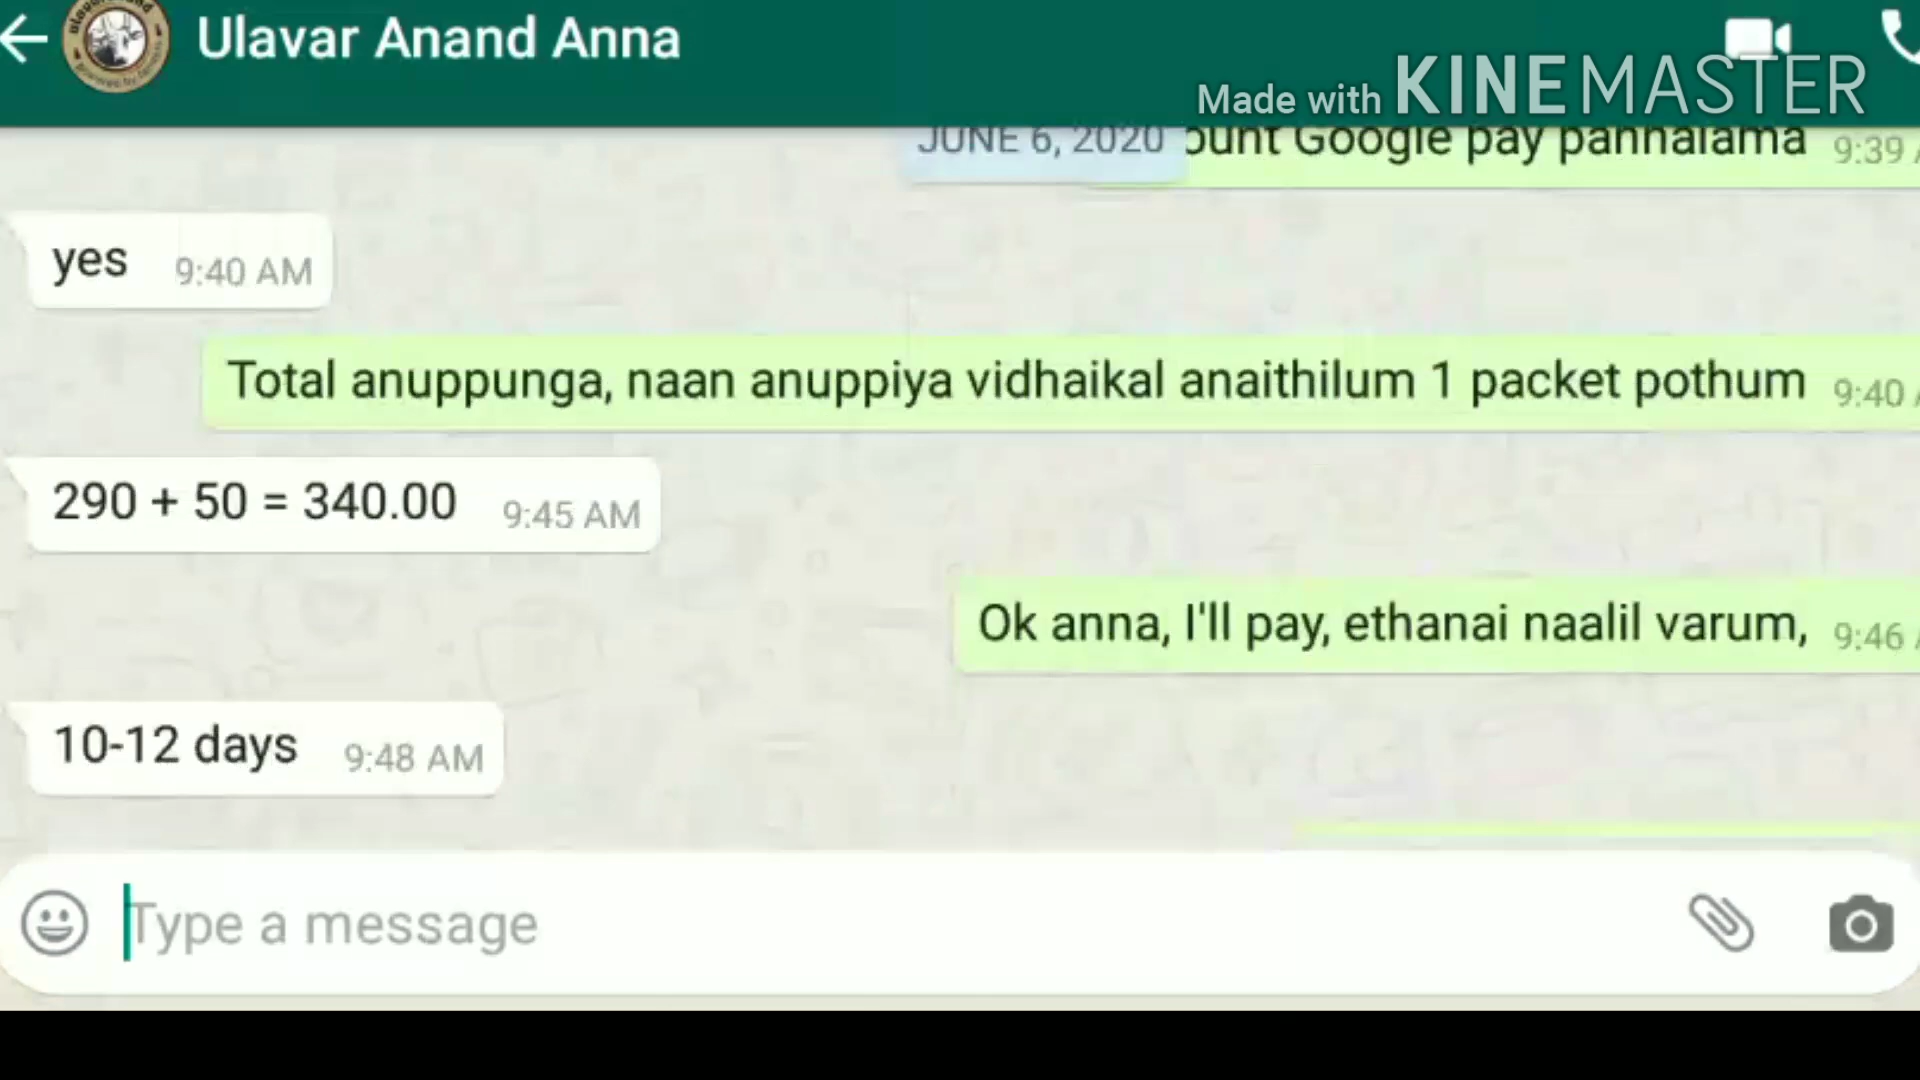 Ulavar Anand Anna
Made with KINEMASTER
JUNE 6, 2020
ount Google pay pannalama 9:39
yes 9:40 AM
Total anuppunga, naan anuppiya vidhaikal anaithilum 1 packet pothum 9:40
290 + 50 = 340.00 9:45 AM
Ok anna, I'll pay, ethanai naalil varum, 9:46
10-12 days 9:48 AM
Type a message